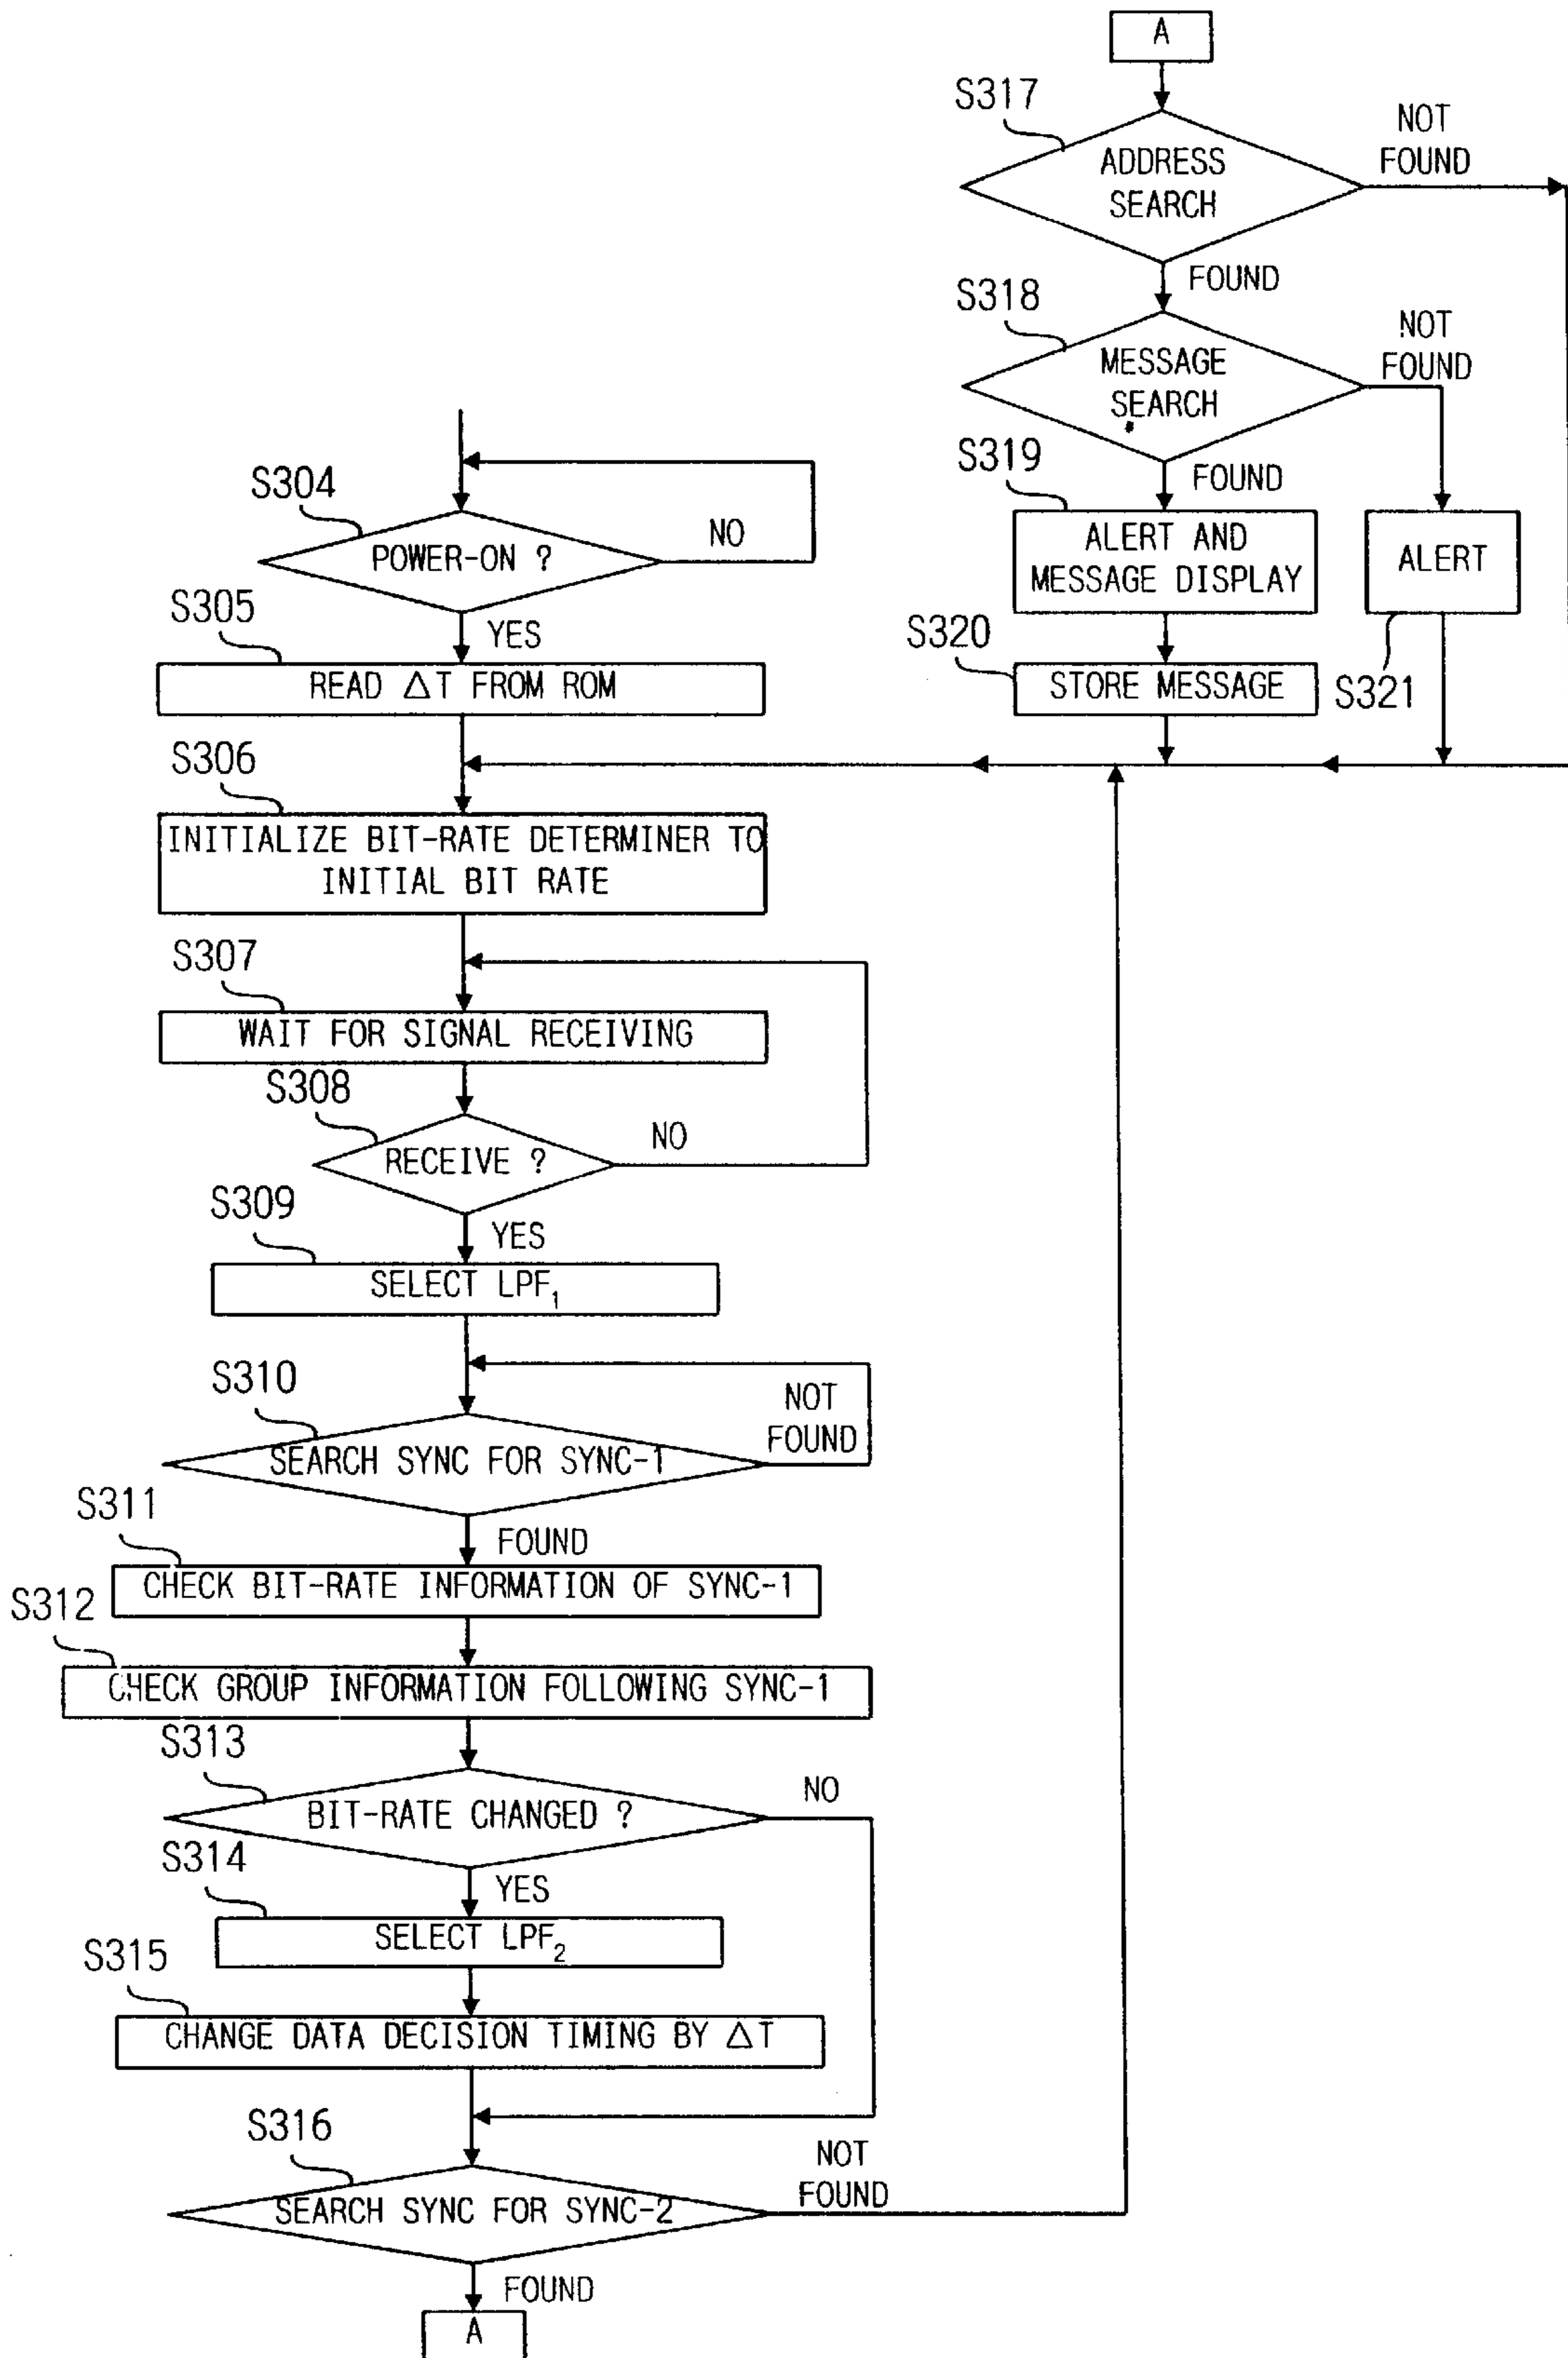 S304
POWER-ON ?
NO
YES
S305
READ ΔT FROM ROM
S306
INITIALIZE BIT-RATE DETERMINER TO
INITIAL BIT RATE
S307
WAIT FOR SIGNAL RECEIVING
S308
RECEIVE ?
NO
YES
S309
SELECT LPF₁
S310
SEARCH SYNC FOR SYNC-1
NOT
FOUND
FOUND
S311
CHECK BIT-RATE INFORMATION OF SYNC-1
S312
CHECK GROUP INFORMATION FOLLOWING SYNC-1
S313
BIT-RATE CHANGED ?
NO
YES
S314
SELECT LPF₂
S315
CHANGE DATA DECISION TIMING BY ΔT
S316
SEARCH SYNC FOR SYNC-2
NOT
FOUND
FOUND
A
A
S317
ADDRESS
SEARCH
NOT
FOUND
FOUND
S318
MESSAGE
SEARCH
NOT
FOUND
FOUND
S319
ALERT AND
MESSAGE DISPLAY
ALERT
S320
STORE MESSAGE
S321